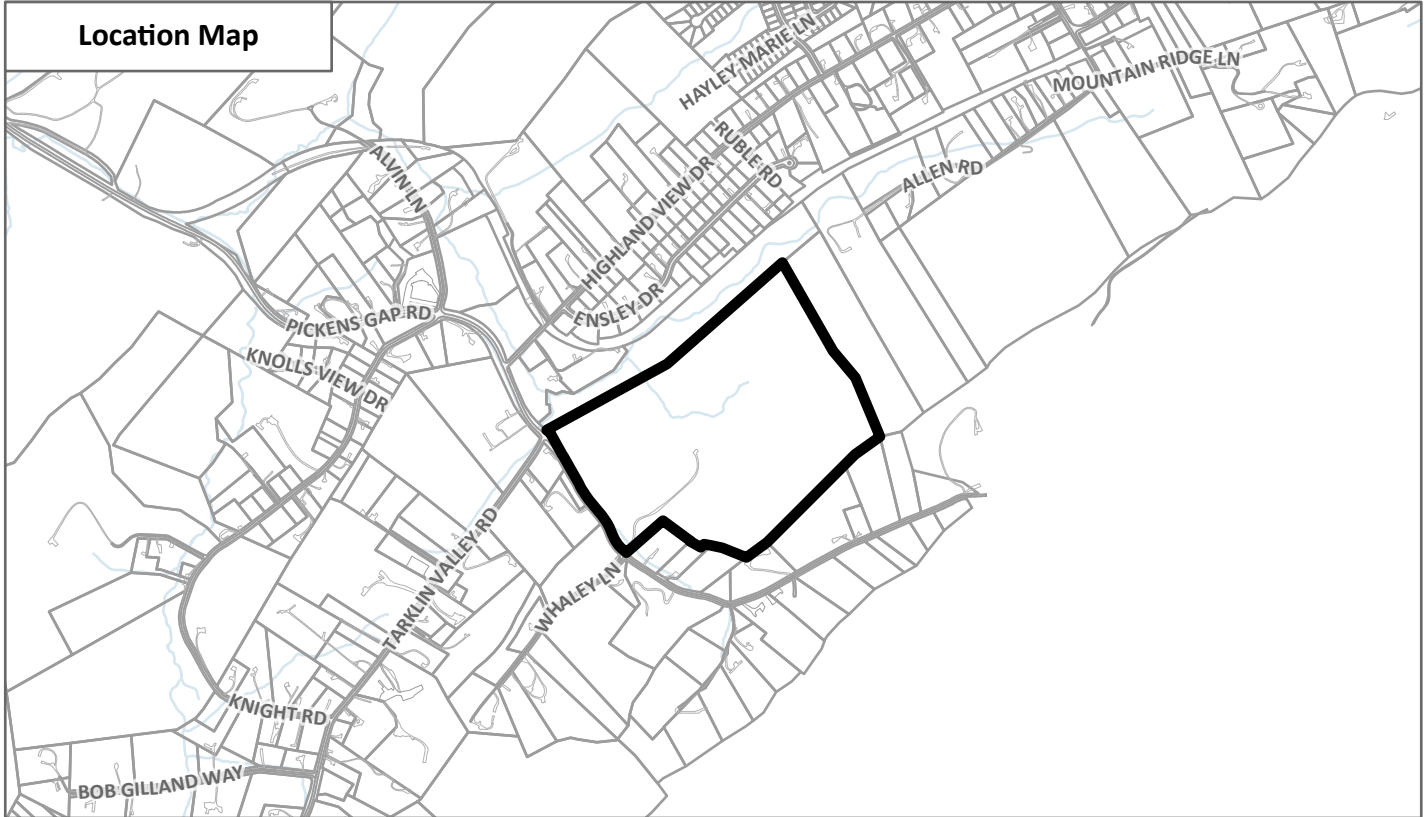 Location Map
HAYLEY MARIE LN
MOUNTAIN RIDGE LN
RUBLE RD
ALVIN LN
ALLEN RD
HIGHLAND VIEW DR
ENSLEY DR
PICKENS GAP RD
KNOLLS VIEW DR
TARKLIN VALLEY RD
WHALEY LN
KNIGHT RD
BOB GILLAND WAY